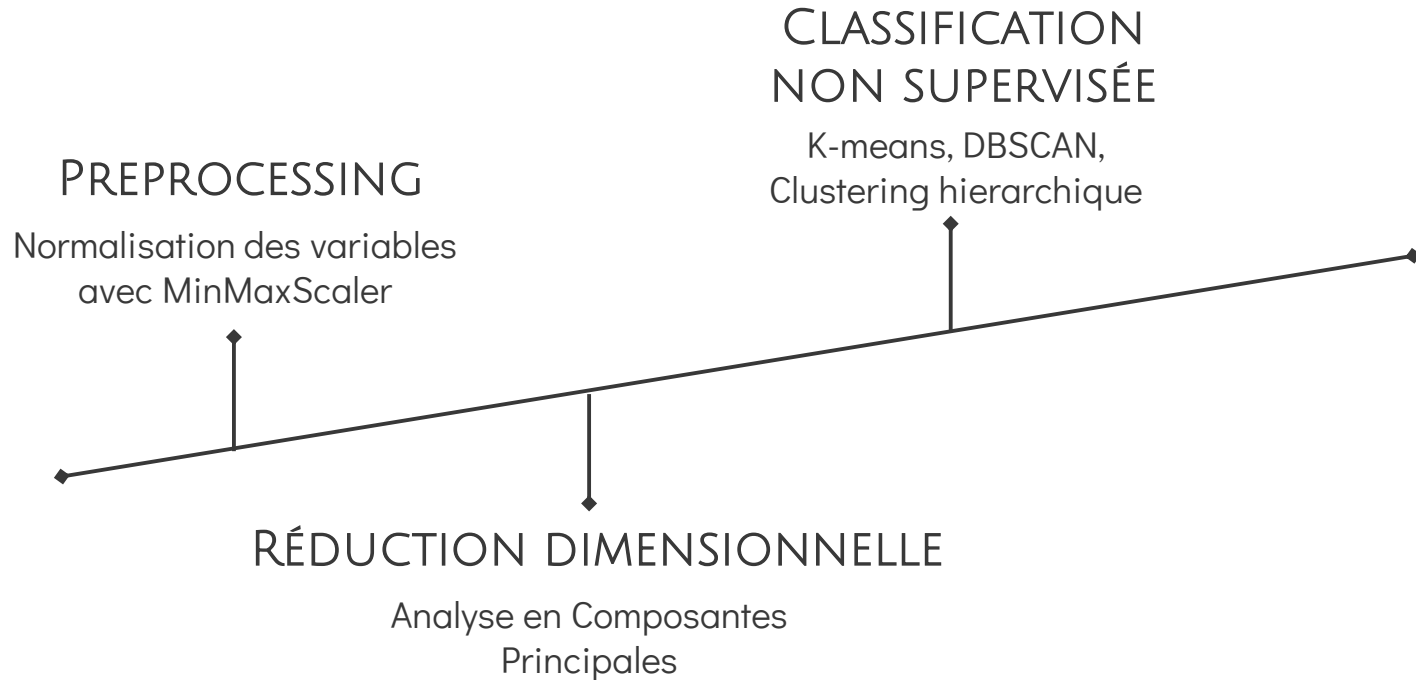 PREPROCESSING
Normalisation des variables
avec MinMaxScaler
RÉDUCTION DIMENSIONNELLE
Analyse en Composantes
Principales
CLASSIFICATION
NON SUPERVISÉE
K-means, DBSCAN,
Clustering hierarchique